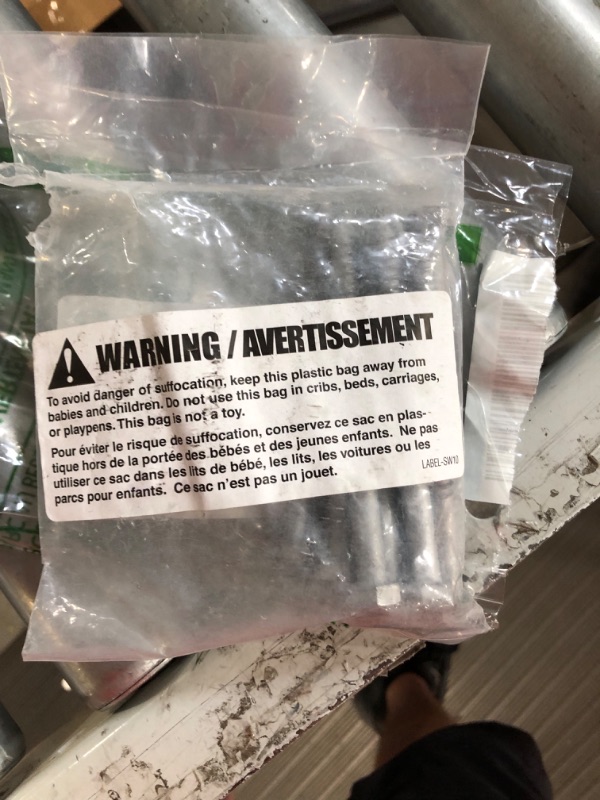 WARNING / AVERTISSEMENT
To avoid danger of suffocation, keep this plastic bag away from
babies and children. Do not use this bag in cribs, beds, carriages,
or playpens. This bag is not a toy.
Pour éviter le risque de suffocation, conservez ce sac en plas-
tique hors de la portée des bébés et des jeunes enfants. Ne pas
utiliser ce sac dans les lits de bébé, les lits, les voitures ou les
parcs pour enfants. Ce sac n'est pas un jouet.
LABEL-SW10